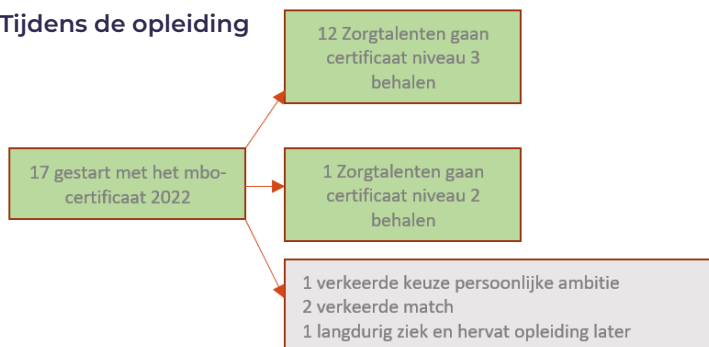 Tijdens de opleiding
12 Zorgtalenten gaan
certificaat niveau 3
behalen
17 gestart met het mbo-
certificaat 2022
1 Zorgtalenten gaan
certificaat niveau 2
behalen
1 verkeerde keuze persoonlijke ambitie
2 verkeerde match
1 langdurig ziek en hervat opleiding later